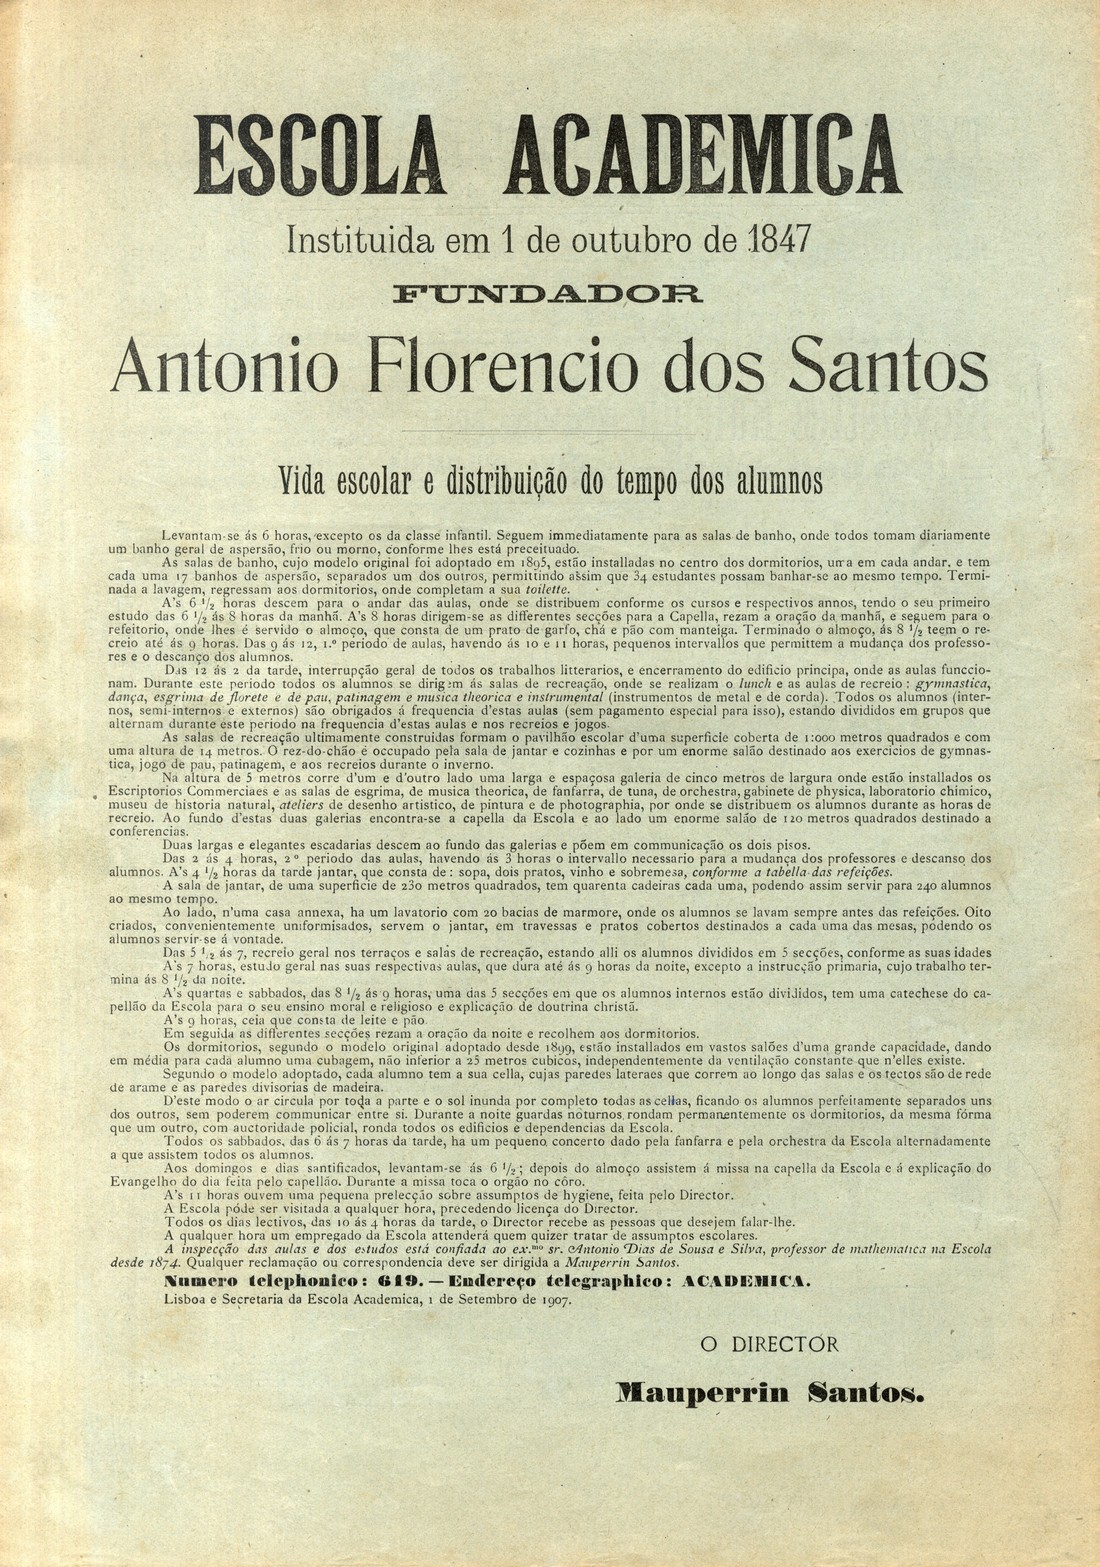 ESCOLA ACADEMICA
Instituida em 1 de outubro de 1847
FUNDADOR
Antonio Florencio dos Santos
Vida escolar e distribuição do tempo dos alumnos
Levantam-se ás 6 horas, excepto os da classe infantil. Seguem immediatamente para as salas de banho, onde todos tomam diariamente
um banho geral de aspersão, frio ou morno, conforme lhes está preceituado.
As salas de banho, cujo modelo original foi adoptado em 1895, estão installadas no centro dos dormitorios, uma em cada andar, e tem
cada uma 17 banhos de aspersão, separados um dos outros, permittindo assim que 34 estudantes possam banhar-se ao mesmo tempo. Termi-
nada a lavagem, regressam aos dormitorios, onde completam a sua toilette.
A's 6 1/2 horas descem para o andar das aulas, onde se distribuem conforme os cursos e respectivos annos, tendo o seu primeiro
estudo das 6 1/2 ás 8 horas da manhã. A's 8 horas dirigem-se as differentes secções para a Capella, rezam a oração da manhã, e seguem para o
refeitorio, onde lhes é servido o almoço, que consta de um prato de garfo, chá e pão com manteiga. Terminado o almoço, ás 8 1/2 teem o re-
creio até ás 9 horas. Das 9 ás 12, 1.º periodo de aulas, havendo ás 10 e 11 horas, pequenos intervallos que permittem a mudança dos professo-
res e o descanço dos alumnos.
Das 12 ás 2 da tarde, interrupção geral de todos os trabalhos litterarios, e encerramento do edificio principa, onde as aulas funccio-
nam. Durante este periodo todos os alumnos se dirigem ás salas de recreação, onde se realizam o lunch e as aulas de recreio: gymnastica,
dança, esgrima de florete e de pau, patinagem e musica theorica e instrumental (instrumentos de metal e de corda). Todos os alumnos (inter-
nos, semi-internos e externos) são obrigados á frequencia d'estas aulas (sem pagamento especial para isso), estando divididos em grupos que
alternam durante este periodo na frequencia d'estas aulas e nos recreios e jogos.
As salas de recreação ultimamente construidas formam o pavilhão escolar d'uma superficie coberta de 1:000 metros quadrados e com
uma altura de 14 metros. O rez-do-chão é occupado pela sala de jantar e cozinhas e por um enorme salão destinado aos exercicios de gymnas-
tica, jogo de pau, patinagem, e aos recreios durante o inverno.
Na altura de 5 metros corre d'um e d'outro lado uma larga e espaçosa galeria de cinco metros de largura onde estão installados os
Escriptorios Commerciaes e as salas de esgrima, de musica theorica, de fanfarra, de tuna, de orchestra, gabinete de physica, laboratorio chimico,
museu de historia natural, ateliers de desenho artistico, de pintura e de photographia, por onde se distribuem os alumnos durante as horas de
recreio. Ao fundo d'estas duas galerias encontra-se a capella da Escola e ao lado um enorme salão de 120 metros quadrados destinado a
conferencias.
Duas largas e elegantes escadarias descem ao fundo das galerias e põem em communicação os dois pisos.
Das 2 ás 4 horas, 2º periodo das aulas, havendo ás 3 horas o intervallo necessario para a mudança dos professores e descanso dos
alumnos. A's 4 1/2 horas da tarde jantar, que consta de: sopa, dois pratos, vinho e sobremesa, conforme a tabella das refeições.
A sala de jantar, de uma superficie de 230 metros quadrados, tem quarenta cadeiras cada uma, podendo assim servir para 240 alumnos
ao mesmo tempo.
Ao lado, n'uma casa annexa, ha um lavatorio com 20 bacias de marmore, onde os alumnos se lavam sempre antes das refeições. Oito
criados, convenientemente uniformisados, servem o jantar, em travessas e pratos cobertos destinados a cada uma das mesas, podendo os
alumnos servir-se á vontade.
Das 5 1/2 ás 7, recreio geral nos terraços e salas de recreação, estando alli os alumnos divididos em 5 secções, conforme as suas idades
A's 7 horas, estudo geral nas suas respectivas aulas, que dura até ás 9 horas da noite, excepto a instrucção primaria, cujo trabalho ter-
mina ás 8 1/2 da noite.
A's quartas e sabbados, das 8 1/2 ás 9 horas, uma das 5 secções em que os alumnos internos estão divididos, tem uma catechese do ca-
pellão da Escola para o seu ensino moral e religioso e explicação de doutrina christã.
A's 9 horas, ceia que consta de leite e pão.
Em seguida as differentes secções rezam a oração da noite e recolhem aos dormitorios.
Os dormitorios, segundo o modelo original adoptado desde 1899, estão installados em vastos salões d'uma grande capacidade, dando
em média para cada alumno uma cubagem, não inferior a 25 metros cubicos, independentemente da ventilação constante que n'elles existe.
Segundo o modelo adoptado, cada alumno tem a sua cella, cujas paredes lateraes que correm ao longo das salas e os tectos são de rede
de arame e as paredes divisorias de madeira.
D'este modo o ar circula por toda a parte e o sol inunda por completo todas as cellas, ficando os alumnos perfeitamente separados uns
dos outros, sem poderem communicar entre si. Durante a noite guardas noturnos rondam permanentemente os dormitorios, da mesma fórma
que um outro, com auctoridade policial, ronda todos os edificios e dependencias da Escola.
Todos os sabbados, das 6 ás 7 horas da tarde, ha um pequeno concerto dado pela fanfarra e pela orchestra da Escola alternadamente
a que assistem todos os alumnos.
Aos domingos e dias santificados, levantam-se ás 6 1/2; depois do almoço assistem á missa na capella da Escola e á explicação do
Evangelho do dia feita pelo capellão. Durante a missa toca o orgão no côro.
A's 11 horas ouvem uma pequena prelecção sobre assumptos de hygiene, feita pelo Director.
A Escola póde ser visitada a qualquer hora, precedendo licença do Director.
Todos os dias lectivos, das 10 ás 4 horas da tarde, o Director recebe as pessoas que desejem falar-lhe.
A qualquer hora um empregado da Escola attenderá quem quizer tratar de assumptos escolares.
A inspecção das aulas e dos estudos está confiada ao ex.mo sr. Antonio Dias de Sousa e Silva, professor de mathematica na Escola
desde 1874. Qualquer reclamação ou correspondencia deve ser dirigida a Mauperrin Santos.
Numero telephonico: 619. — Endereço telegraphico: ACADEMICA.
Lisboa e Secretaria da Escola Academica, 1 de Setembro de 1907.
O DIRECTOR
Mauperrin Santos.